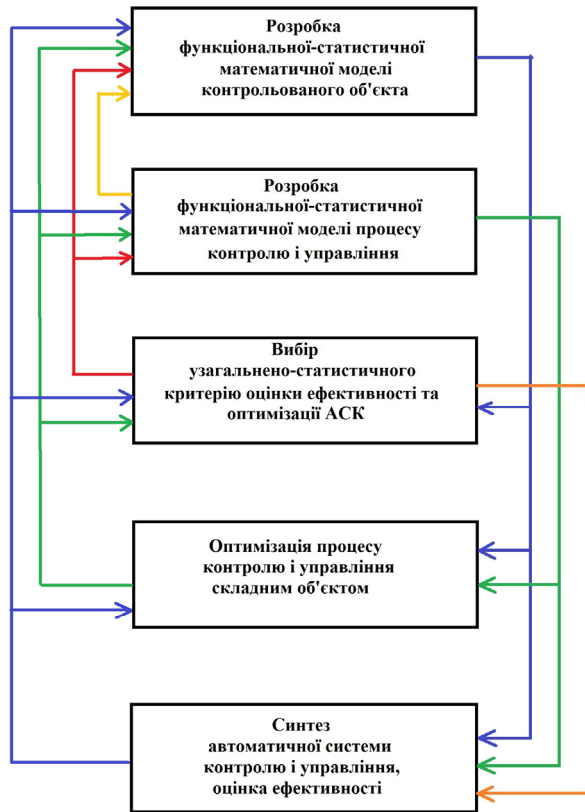 Розробка
функціональної-статистичної
математичної моделі
контрольованого об'єкта
Розробка
функціональної-статистичної
математичної моделі процесу
контролю і управління
Вибір
узагальнено-статистичного
критерію оцінки ефективності та
оптимізації АСК
Оптимізація процесу
контролю і управління
складним об'єктом
Синтез
автоматичної системи
контролю і управління,
оцінка ефективності